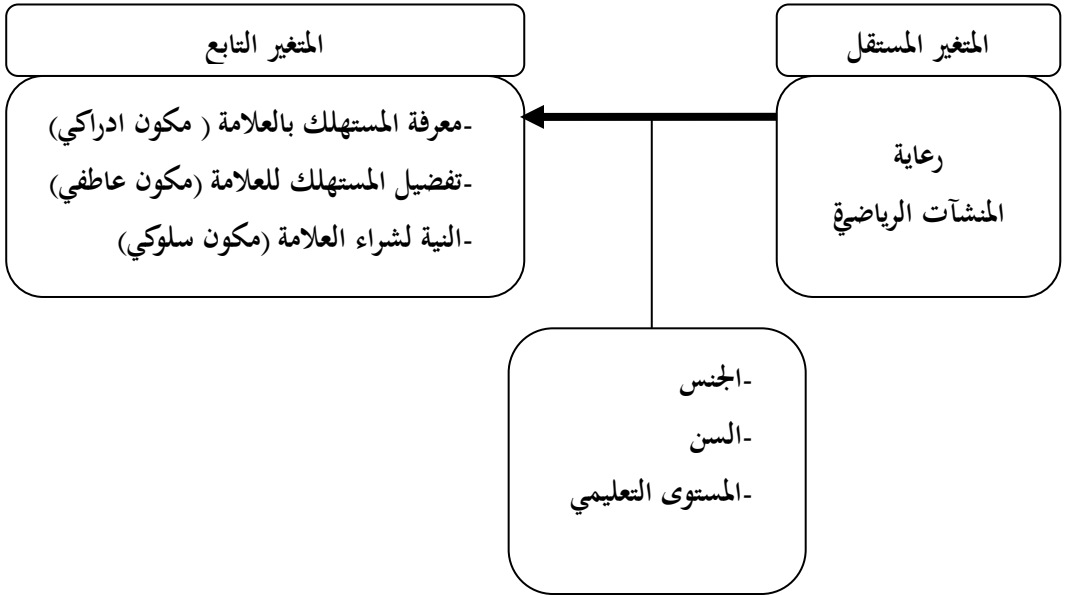 المتغير المستقل
رعاية
المنشآت الرياضية
المتغير التابع
-معرفة المستهلك بالعلامة ( مكون ادراكي)
-تفضيل المستهلك للعلامة (مكون عاطفي)
-النية لشراء العلامة (مكون سلوكي)
-الجنس
-السن
-المستوى التعليمي